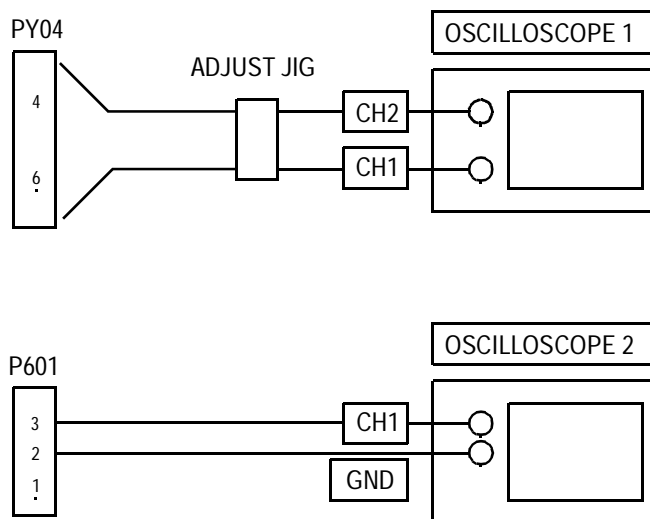 OSCILLOSCOPE 1
PY04
ADJUST JIG
4
CH2
CH1
6
OSCILLOSCOPE 2
P601
3
CH1
2
1
GND